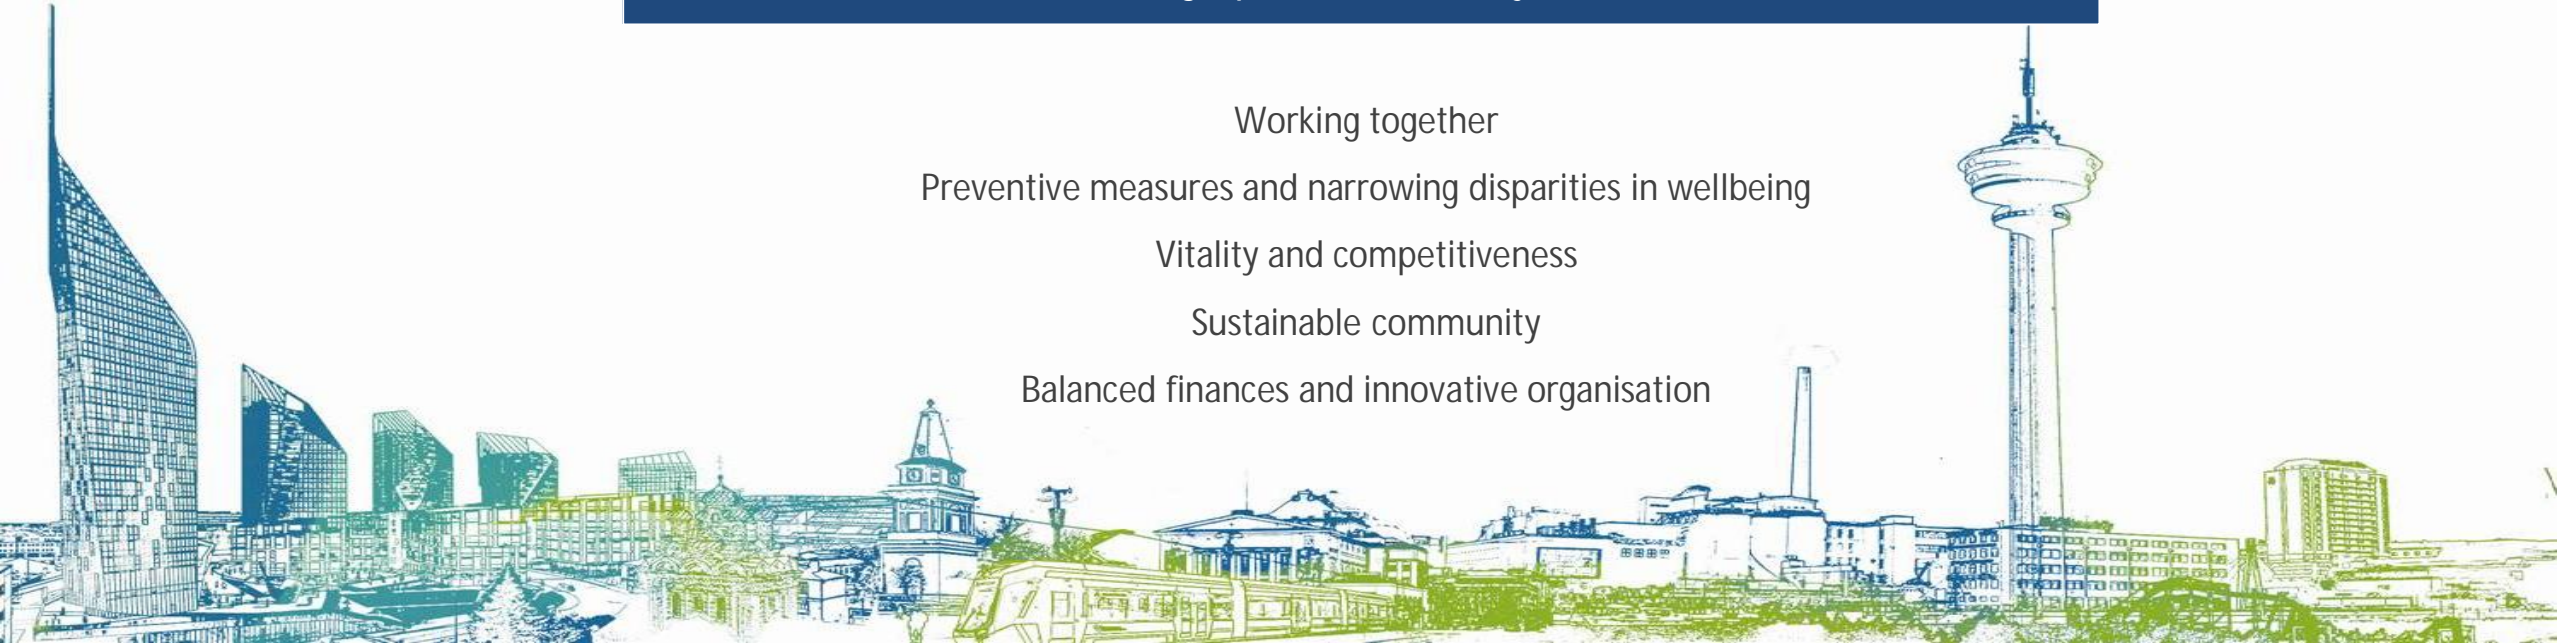 Working together
Preventive measures and narrowing disparities in wellbeing
Vitality and competitiveness
Sustainable community
Balanced finances and innovative organisation